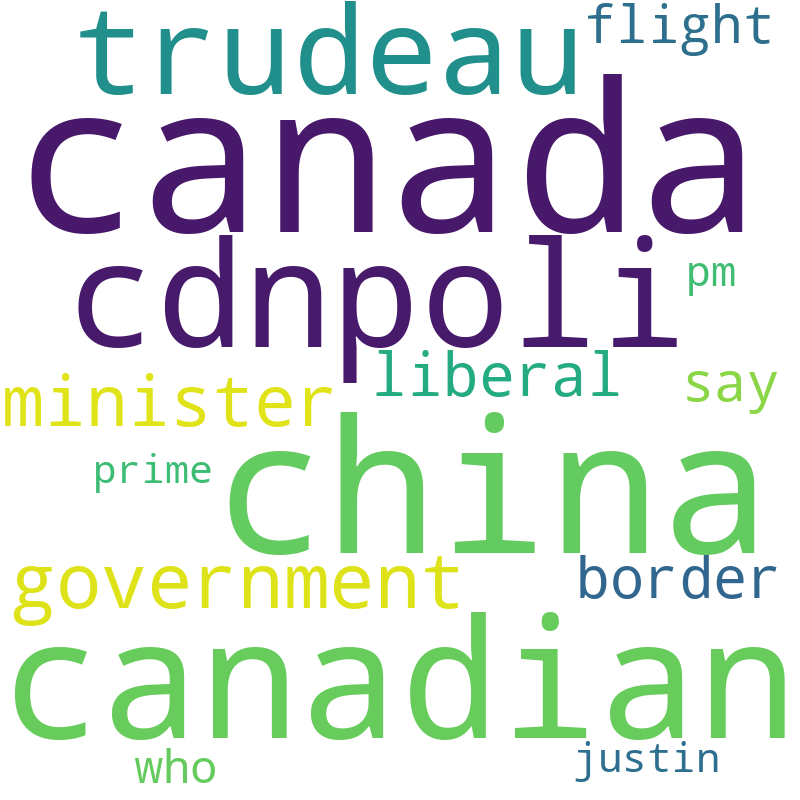 trudeau flight
canada
cdnpoli pm
liberal say
minister
prime china
government border
canadian
who justin